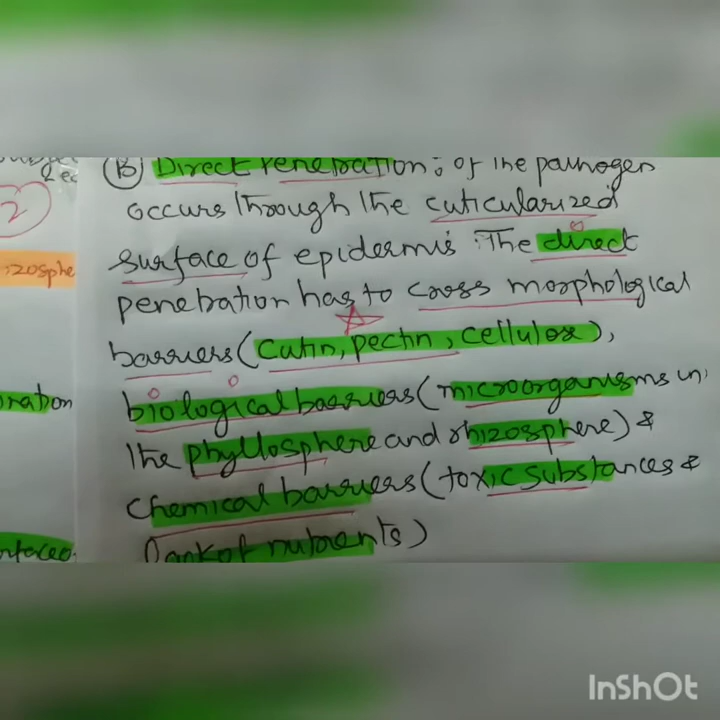 2
(B) Direct Penetration: of the pathogen
occurs through the cuticularized
surface of epidermis. The direct
penetration has to cross morphological
barriers (cutin, pectin, cellulose),
biological barriers (microorganisms in
the phyllosphere and rhizosphere) &
chemical barriers (toxic substances &
lack of nutrients)
InShOt